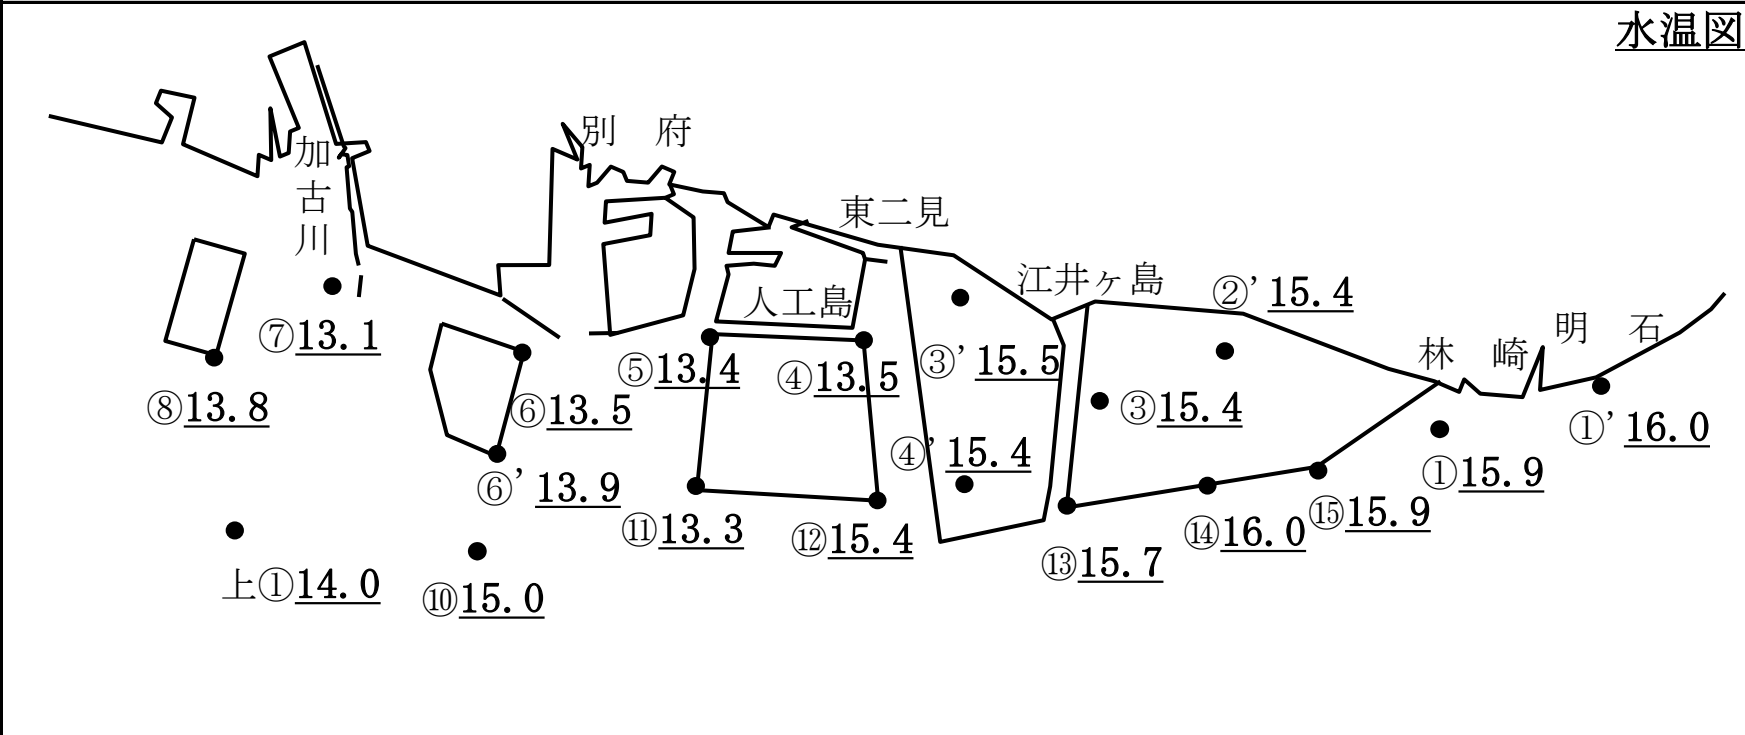 水温図
加古川
別　府
東二見
人工島
江井ヶ島
林　崎
明　石
⑦13.1
⑧13.8
⑥13.5
⑥’13.9
⑤13.4
④13.5
③’15.5
②’15.4
③15.4
④’15.4
①’16.0
①15.9
⑮15.9
⑭16.0
⑬15.7
⑫15.4
⑪13.3
⑩15.0
上①14.0